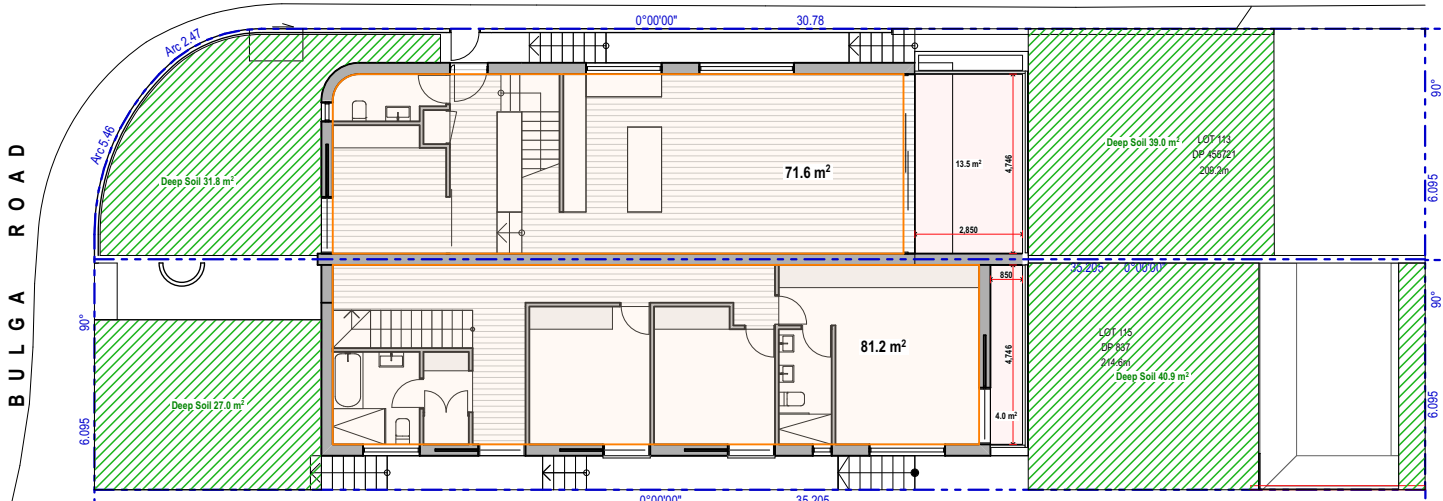 0°00'00" 30.78
Arc 2.47
Arc 5.46
BULGA ROAD
Deep Soil 31.8 m²
71.6 m²
13.5 m²
4,746
2,850
Deep Soil 39.0 m²
LOT 113
DP 455721
209.2m
90°
6.095
35.205 0°00'00"
850
90°
90°
6.095
Deep Soil 27.0 m²
81.2 m²
4,746
4.0 m²
LOT 115
DP 837
214.6m
Deep Soil 40.9 m²
6.095
0°00'00" 35.205